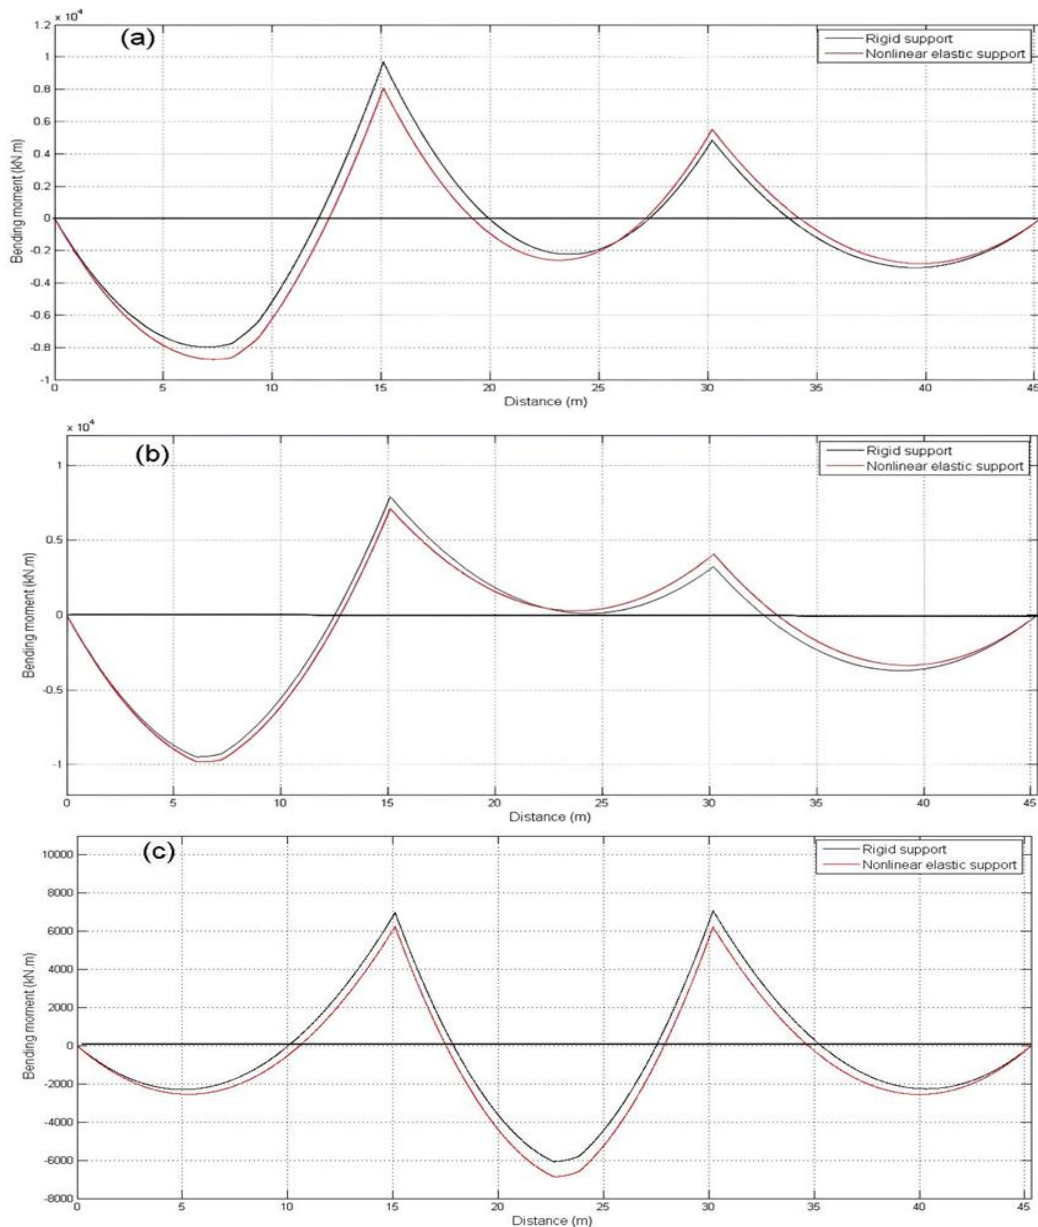 × 10⁴
(a)
Rigid support
Nonlinear elastic support
Bending moment (kN.m)
1.2
1
0.8
0.6
0.4
0.2
0
-0.2
-0.4
-0.6
-0.8
-1
0 5 10 15 20 25 30 35 40 45
Distance (m)
× 10⁴
(b)
Rigid support
Nonlinear elastic support
Bending moment (kN.m)
1
0.5
0
-0.5
-1
0 5 10 15 20 25 30 35 40 45
Distance (m)
(c)
Rigid support
Nonlinear elastic support
Bending moment (kN.m)
10000
8000
6000
4000
2000
0
-2000
-4000
-6000
-8000
0 5 10 15 20 25 30 35 40 45
Distance (m)